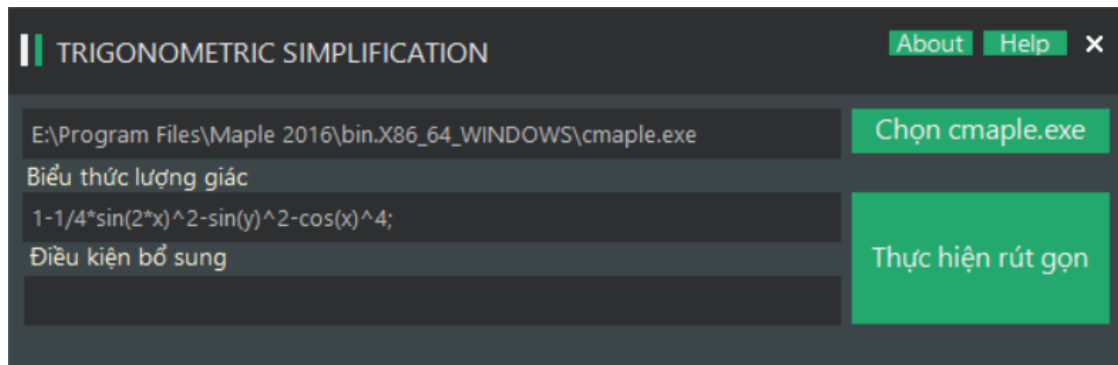 TRIGONOMETRIC SIMPLIFICATION
About Help ×
E:\Program Files\Maple 2016\bin.X86_64_WINDOWS\cmaple.exe
Chọn cmaple.exe
Biểu thức lượng giác
1-1/4*sin(2*x)^2-sin(y)^2-cos(x)^4;
Điều kiện bổ sung
Thực hiện rút gọn